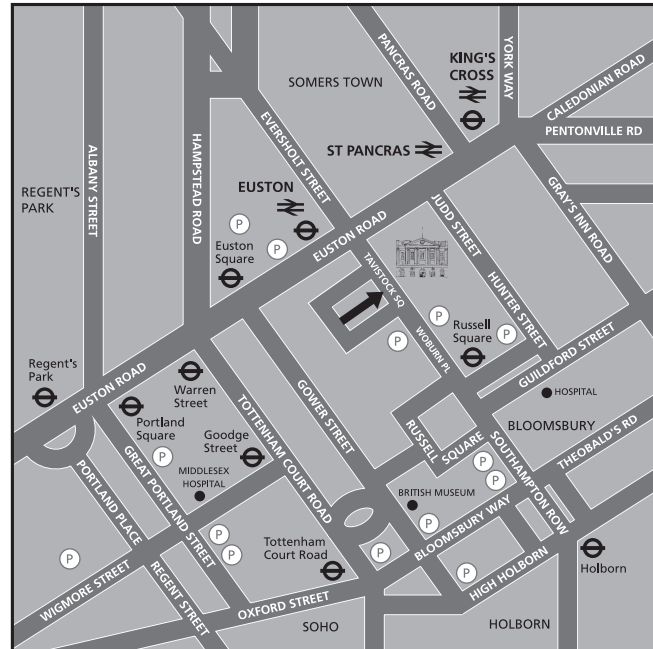 KING'S
CROSS
YORK WAY
CALEDONIAN ROAD
PANCRAS ROAD
SOMERS TOWN
PENTONVILLE RD
ST PANCRAS
EVERSHOLT STREET
HAMPSTEAD ROAD
ALBANY STREET
REGENT'S
PARK
EUSTON
JUDD STREET
GRAY'S INN ROAD
P
P
Euston
Square
EUSTON ROAD
TAVISTOCK SQ
HUNTER STREET
P
P
P
WOBURN PL
Russell
Square
GUILDFORD STREET
Regent's
Park
EUSTON ROAD
Warren
Street
GOWER STREET
HOSPITAL
Portland
Square
Goodge
Street
TOTTENHAM COURT ROAD
RUSSELL
SQUARE
BLOOMSBURY
THEOBALD'S RD
SOUTHAMPTON ROW
P
MIDDLESEX
HOSPITAL
GREAT PORTLAND STREET
PORTLAND PLACE
P
P
BRITISH MUSEUM
BLOOMSBURY WAY
P
P
P
P
P
Tottenham
Court Road
P
P
Holborn
WIGMORE STREET
REGENT STREET
OXFORD STREET
HIGH HOLBORN
SOHO
HOLBORN